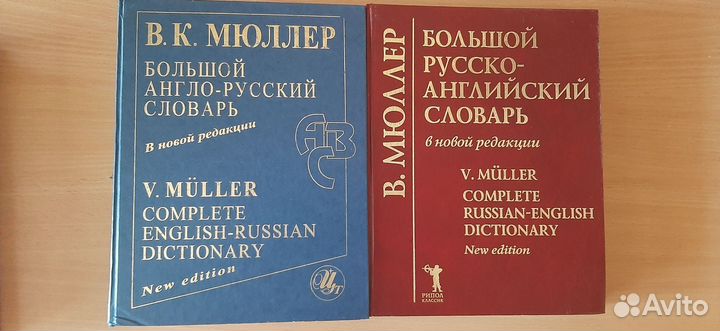 В. К. МЮЛЛЕР
БОЛЬШОЙ
АНГЛО-РУССКИЙ
СЛОВАРЬ
В новой редакции
АВС
V. MÜLLER
COMPLETE
ENGLISH-RUSSIAN
DICTIONARY
New edition
В. МЮЛЛЕР
БОЛЬШОЙ
РУССКО-
АНГЛИЙСКИЙ
СЛОВАРЬ
в новой редакции
V. MÜLLER
COMPLETE
RUSSIAN-ENGLISH
DICTIONARY
New edition
РИПОЛ
КЛАССИК
Avito